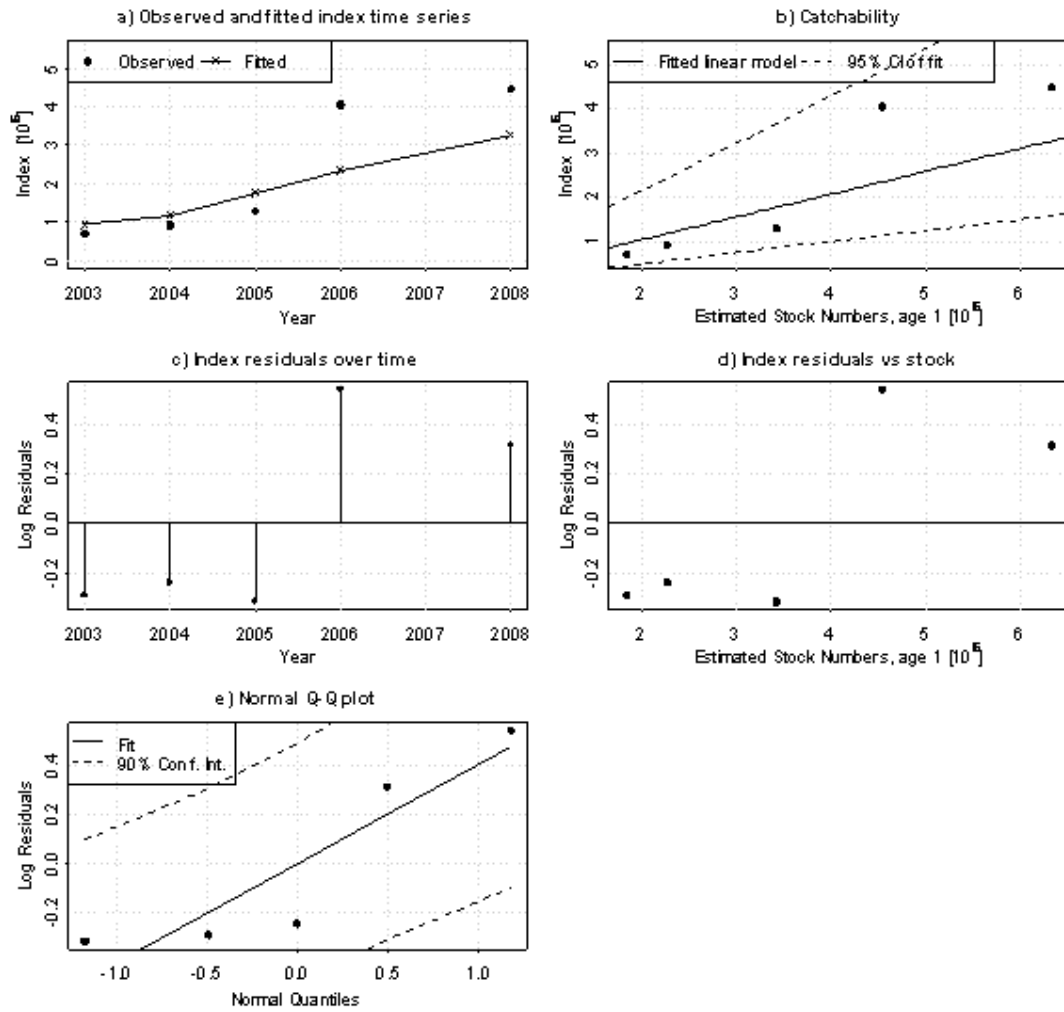 a) Observed and fitted index time series
Observed
Fitted
Index [10
0 1 2 3 4 5
2003 2004 2005 2006 2007 2008
Year
b) Catchability
Fitted linear model
95% CI of fit
Index [10
1 2 3 4 5
2 3 4 5 6
Estimated Stock Numbers, age 1 [10
c) Index residuals over time
Log Residuals
-0.2 0.0 0.2 0.4
2003 2004 2005 2006 2007 2008
Year
d) Index residuals vs stock
Log Residuals
-0.2 0.0 0.2 0.4
2 3 4 5 6
Estimated Stock Numbers, age 1 [10
e) Normal Q-Q plot
Fit
90% Conf. Int.
Log Residuals
-0.2 0.0 0.2 0.4
-1.0 -0.5 0.0 0.5 1.0
Normal Quantiles